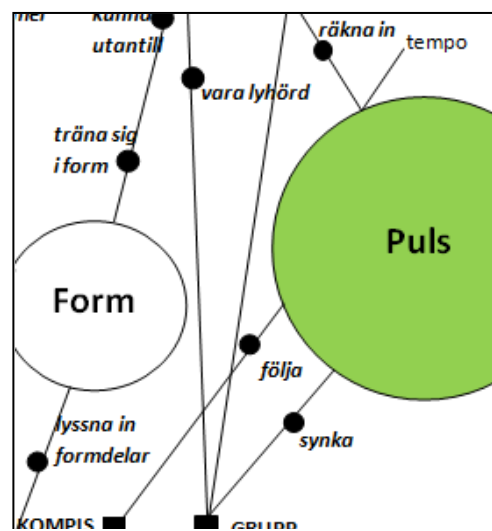 utantill
räkna in
tempo
vara lyhörd
träna sig
i form
Puls
Form
följa
lyssna in
formdelar
synka
KOMPIS
GRUPP